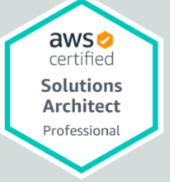 aws
certified
Solutions
Architect
Professional